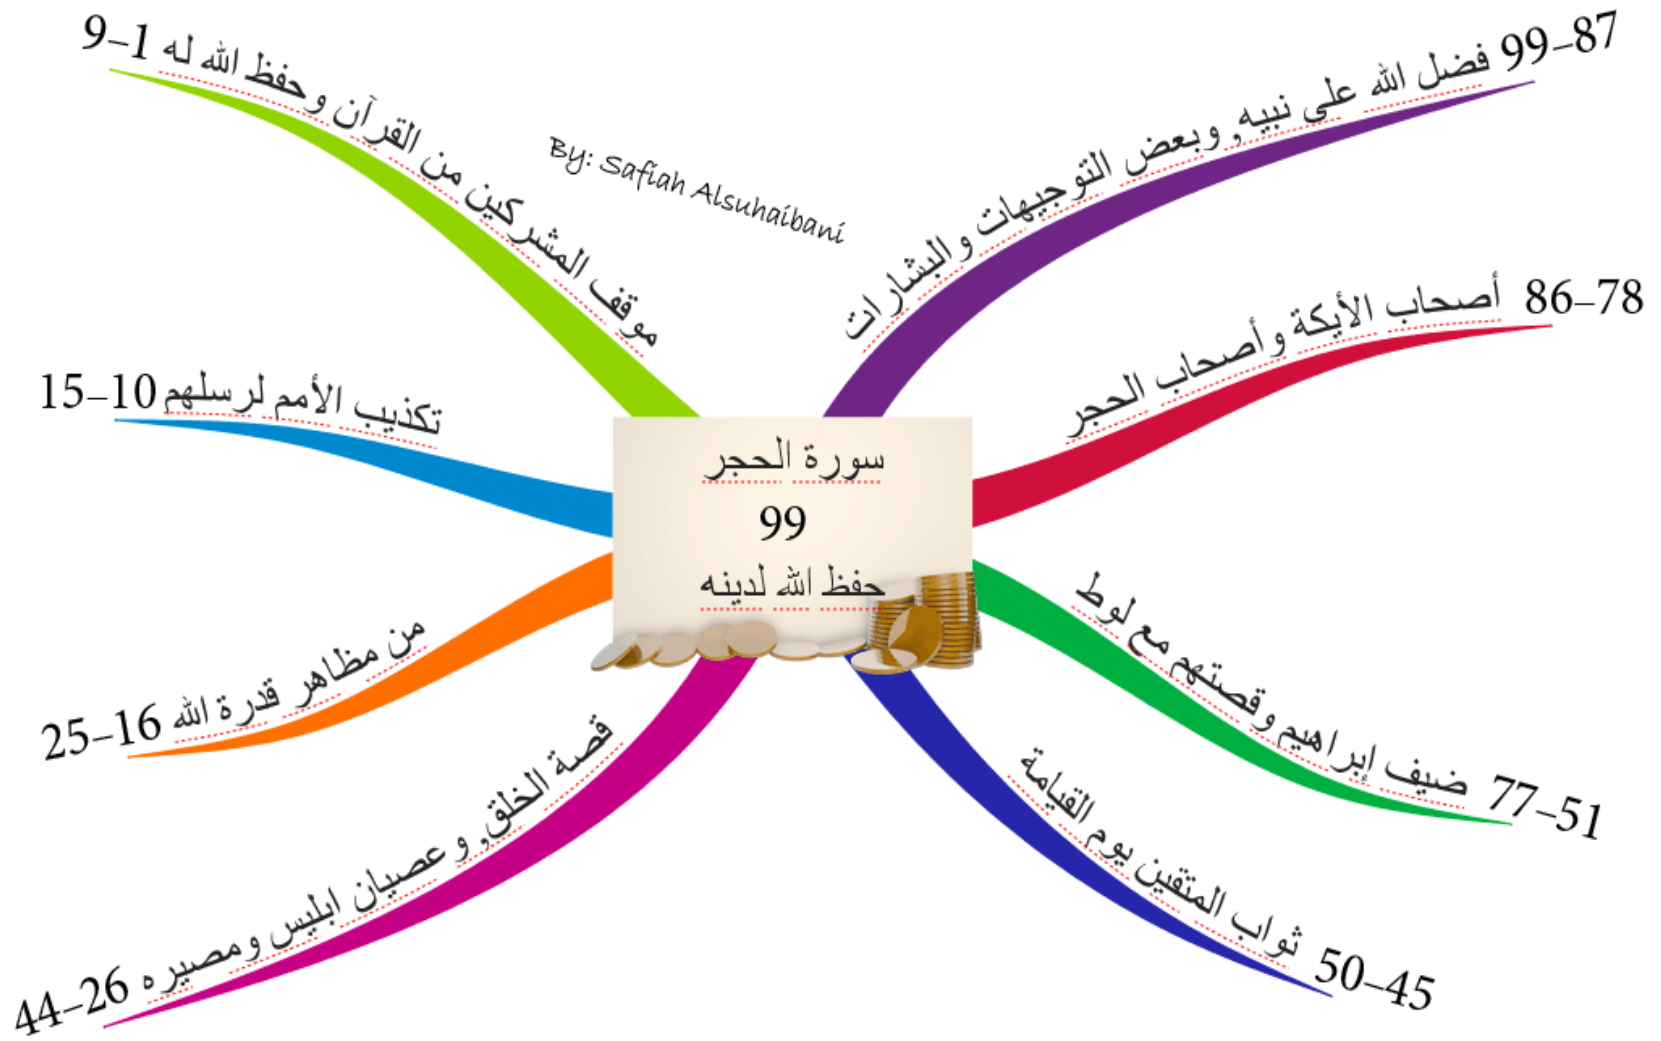 سورة الحجر
99
حفظ الله لدينه
By: Safiah Alsuhaibani
موقف المشركين من القرآن وحفظ الله له 1–9
تكذيب الأمم لرسلهم 10–15
من مظاهر قدرة الله 16–25
قصة الخلق, وعصيان ابليس ومصيره 26–44
ثواب المتقين يوم القيامة 45–50
ضيف إبراهيم وقصتهم مع لوط 51–77
أصحاب الأيكة وأصحاب الحجر 78–86
فضل الله على نبيه, وبعض التوجيهات والبشارات 87–99